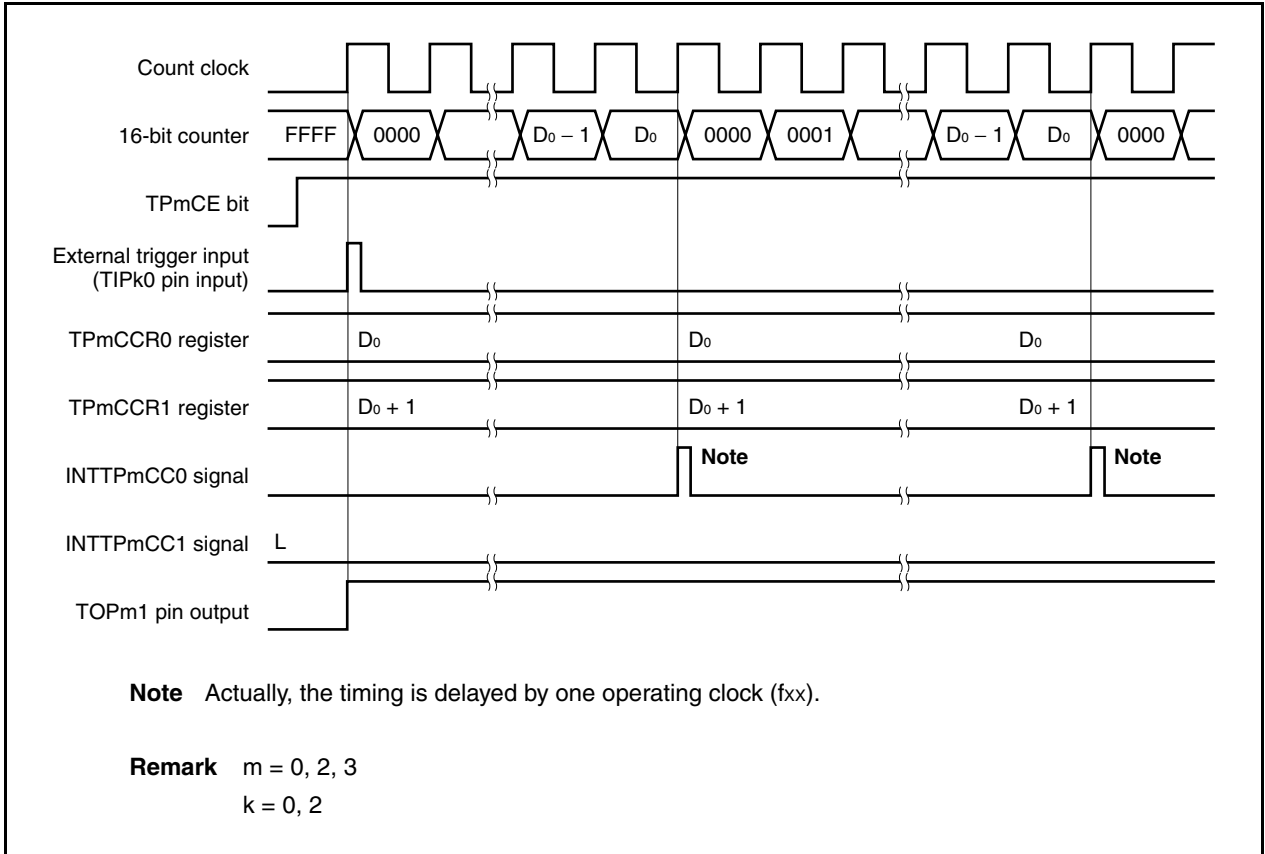 Count clock
16-bit counter FFFF 0000 D0 − 1 D0 0000 0001 D0 − 1 D0 0000
TPmCE bit
External trigger input
(TIPk0 pin input)
TPmCCR0 register D0 D0 D0
TPmCCR1 register D0 + 1 D0 + 1 D0 + 1
INTTPmCC0 signal Note Note
INTTPmCC1 signal L
TOPm1 pin output
Note Actually, the timing is delayed by one operating clock (fxx).
Remark m = 0, 2, 3
k = 0, 2